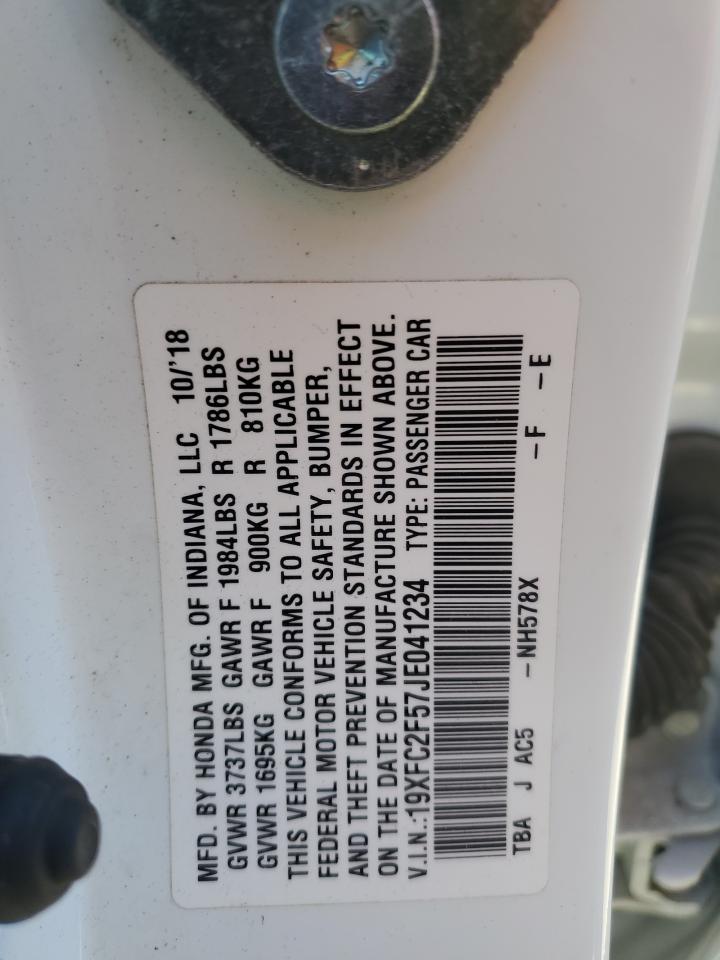 MFD. BY HONDA MFG. OF INDIANA, LLC 10/'18
GVWR 3737LBS GAWR F 1984LBS R 1786LBS
GVWR 1695KG GAWR F 900KG R 810KG
THIS VEHICLE CONFORMS TO ALL APPLICABLE
FEDERAL MOTOR VEHICLE SAFETY, BUMPER,
AND THEFT PREVENTION STANDARDS IN EFFECT
ON THE DATE OF MANUFACTURE SHOWN ABOVE.
V.I.N.:19XFC2F57JE041234 TYPE: PASSENGER CAR
TBA J AC5 -NH578X -F -E